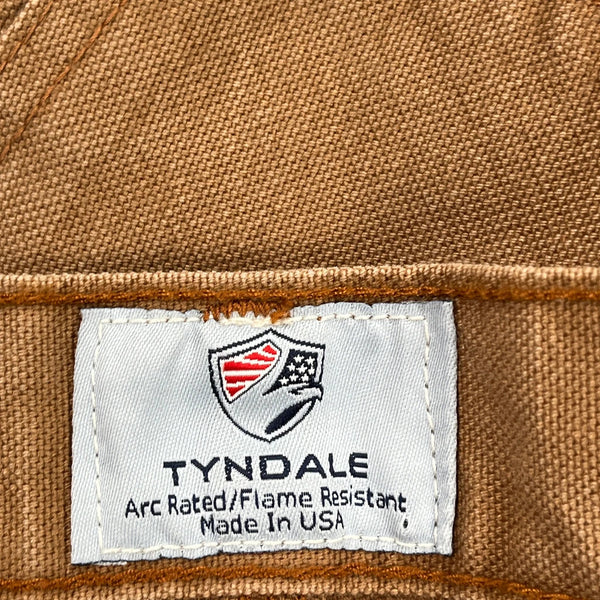 TYNDALE
Arc Rated/Flame Resistant
Made In USA